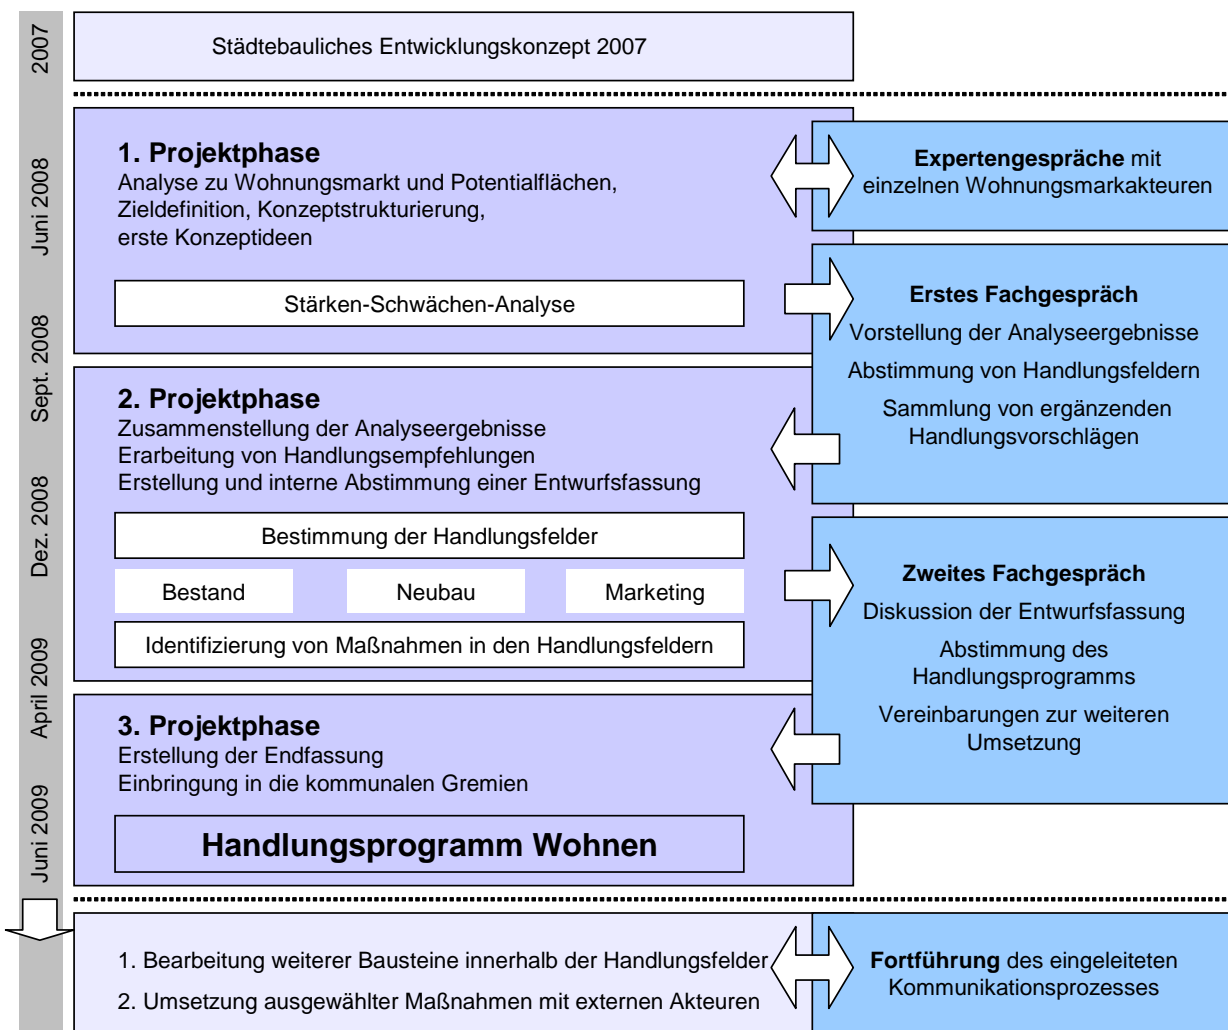 2007
Städtebauliches Entwicklungskonzept 2007
Juni 2008
1. Projektphase
Analyse zu Wohnungsmarkt und Potentialflächen,
Zieldefinition, Konzeptstrukturierung,
erste Konzeptideen
Stärken-Schwächen-Analyse
Expertengespräche mit
einzelnen Wohnungsmarkakteuren
Erstes Fachgespräch
Vorstellung der Analyseergebnisse
Abstimmung von Handlungsfeldern
Sammlung von ergänzenden
Handlungsvorschlägen
Sept. 2008
2. Projektphase
Zusammenstellung der Analyseergebnisse
Erarbeitung von Handlungsempfehlungen
Erstellung und interne Abstimmung einer Entwurfsfassung
Dez. 2008
Bestimmung der Handlungsfelder
Bestand
Neubau
Marketing
Identifizierung von Maßnahmen in den Handlungsfeldern
Zweites Fachgespräch
Diskussion der Entwurfsfassung
Abstimmung des
Handlungsprogramms
Vereinbarungen zur weiteren
Umsetzung
April 2009
3. Projektphase
Erstellung der Endfassung
Einbringung in die kommunalen Gremien
Juni 2009
Handlungsprogramm Wohnen
1. Bearbeitung weiterer Bausteine innerhalb der Handlungsfelder
2. Umsetzung ausgewählter Maßnahmen mit externen Akteuren
Fortführung des eingeleiteten
Kommunikationsprozesses